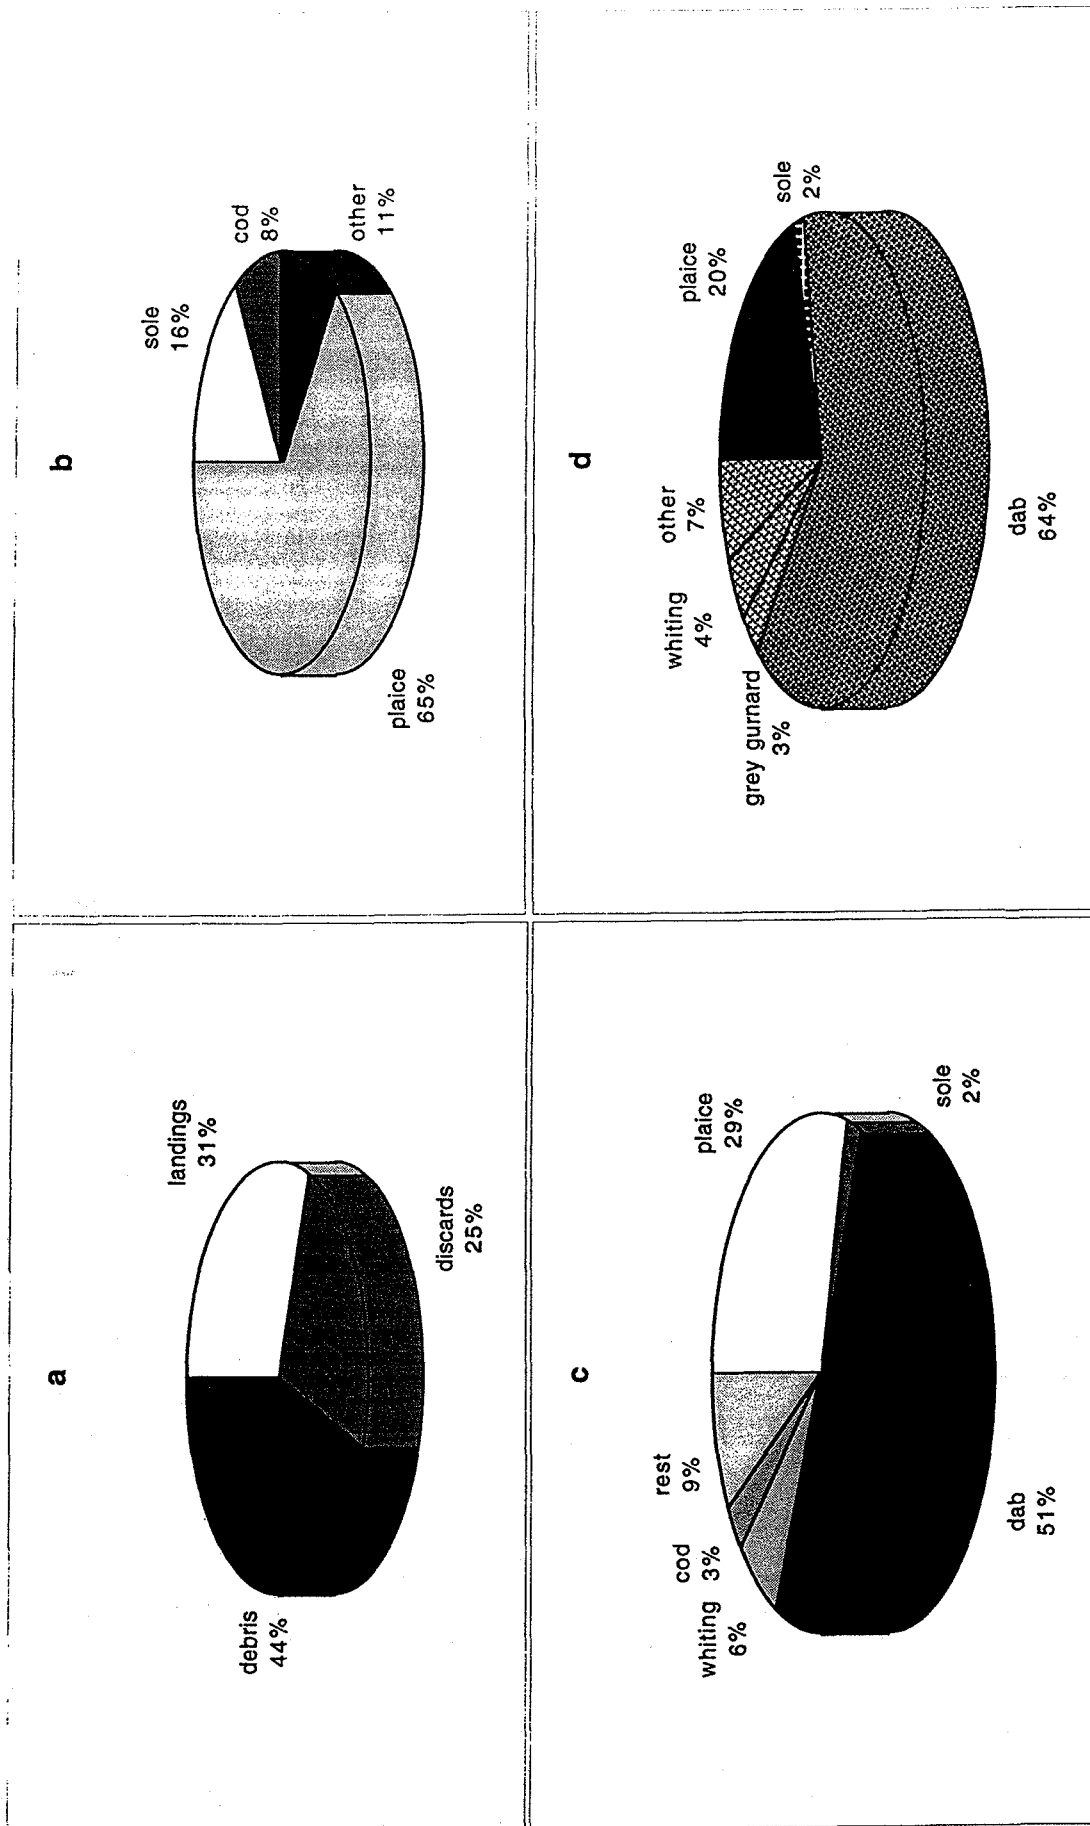 a
landings
31%
discards
25%
debris
44%
b
sole
16%
cod
8%
other
11%
plaice
65%
c
plaice
29%
sole
2%
dab
51%
whiting
6%
cod
3%
rest
9%
d
plaice
20%
sole
2%
dab
64%
grey gurnard
3%
whiting
4%
other
7%